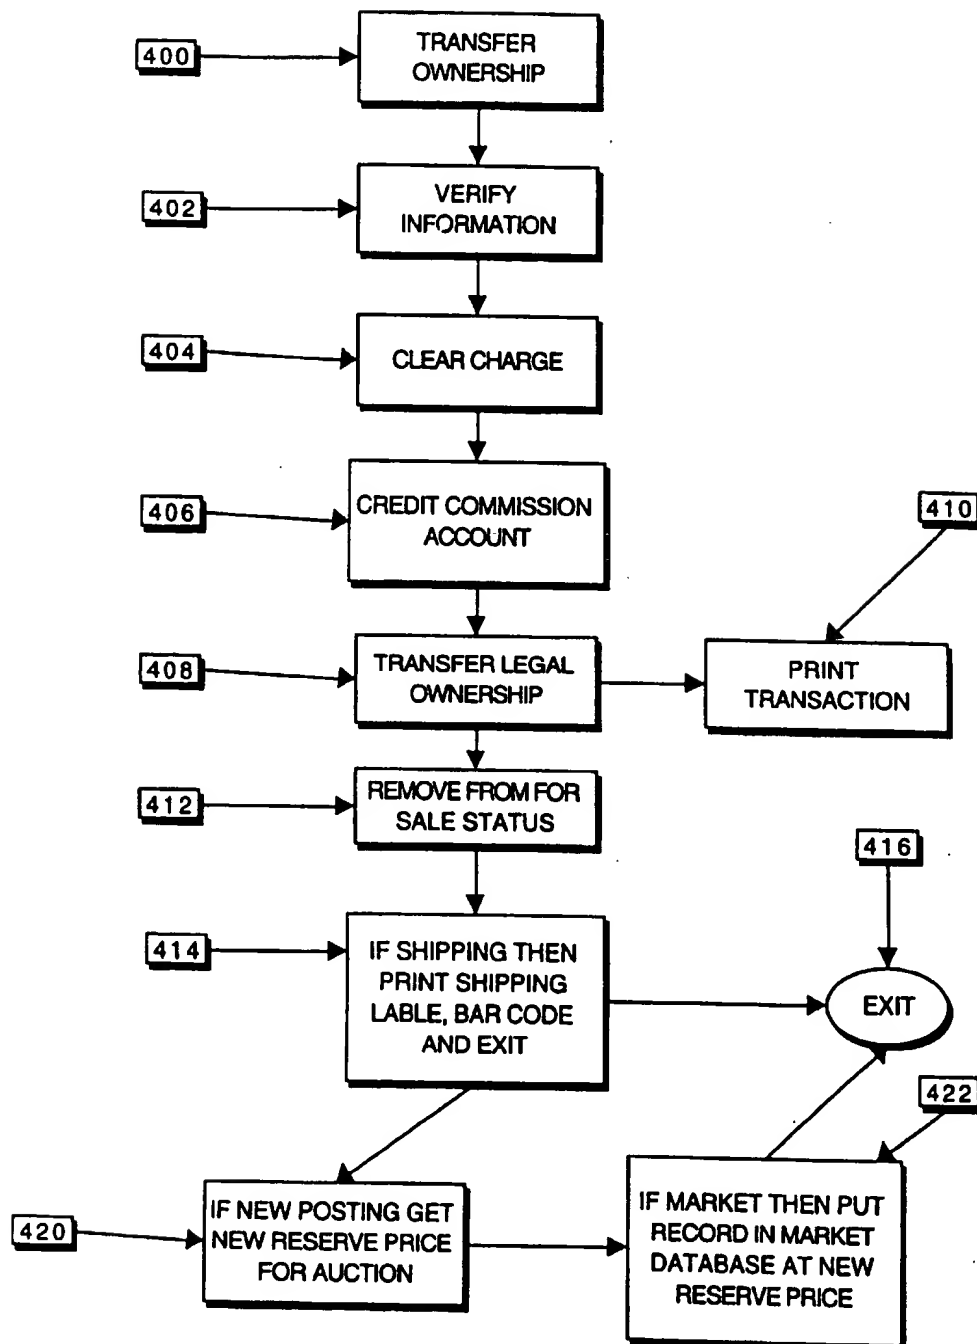 400
TRANSFER
OWNERSHIP
402
VERIFY
INFORMATION
404
CLEAR CHARGE
406
CREDIT COMMISSION
ACCOUNT
410
408
TRANSFER LEGAL
OWNERSHIP
PRINT
TRANSACTION
412
REMOVE FROM FOR
SALE STATUS
416
414
IF SHIPPING THEN
PRINT SHIPPING
LABLE, BAR CODE
AND EXIT
EXIT
422
420
IF NEW POSTING GET
NEW RESERVE PRICE
FOR AUCTION
IF MARKET THEN PUT
RECORD IN MARKET
DATABASE AT NEW
RESERVE PRICE